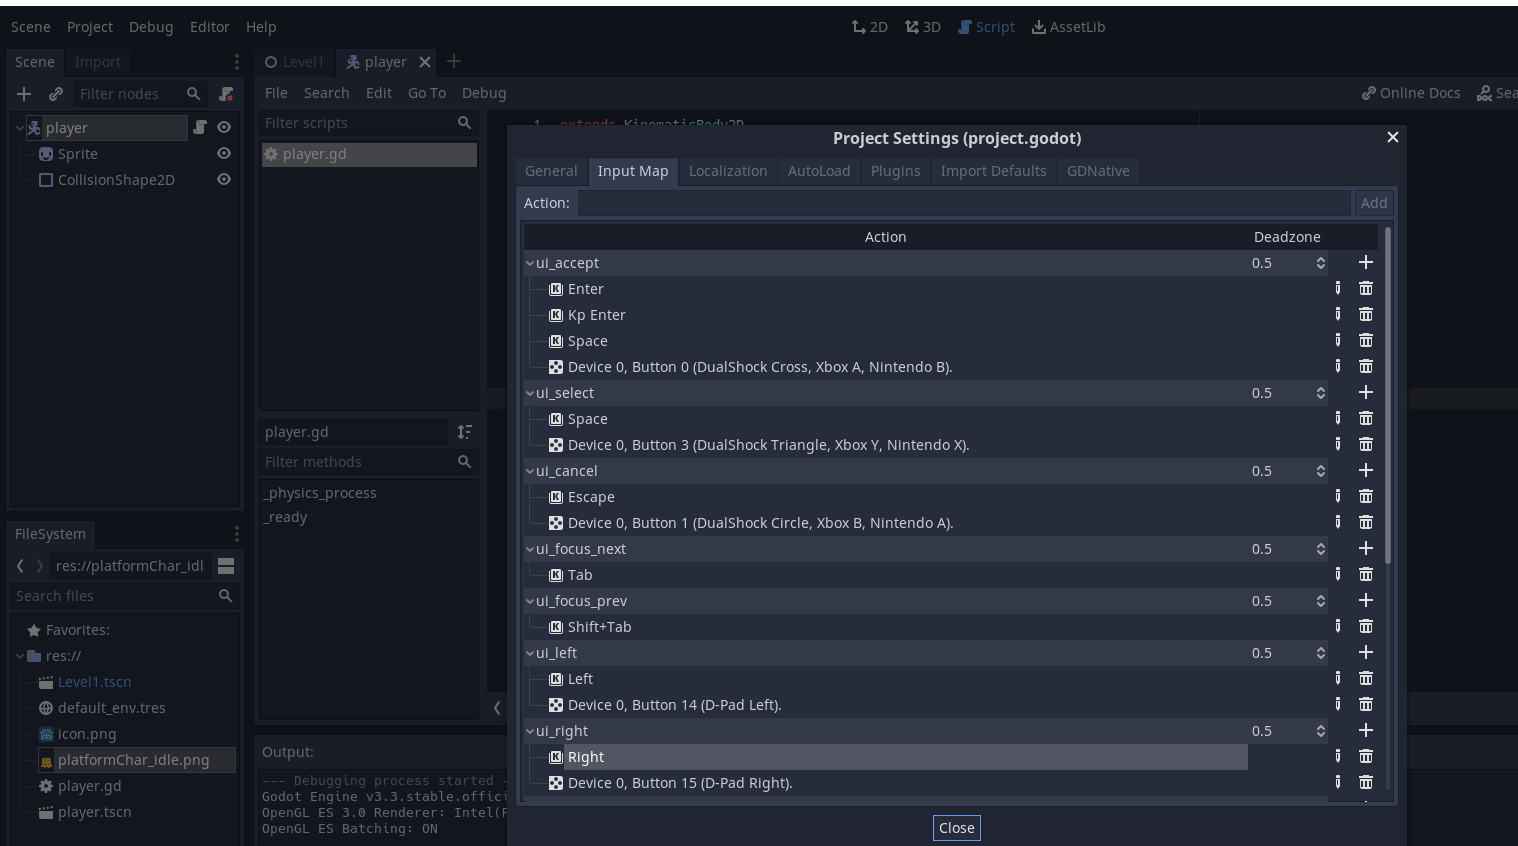 Scene Project Debug Editor Help 2D 3D Script AssetLib
Scene Import
Level1 player
Filter nodes
File Search Edit Go To Debug Online Docs Sea
player
Sprite
CollisionShape2D
Filter scripts
player.gd
player.gd
Filter methods
_physics_process
_ready
1 extends KinematicBody2D
Project Settings (project.godot)
General Input Map Localization AutoLoad Plugins Import Defaults GDNative
Action: Add
Action Deadzone
ui_accept 0.5
Enter
Kp Enter
Space
Device 0, Button 0 (DualShock Cross, Xbox A, Nintendo B).
ui_select 0.5
Space
Device 0, Button 3 (DualShock Triangle, Xbox Y, Nintendo X).
ui_cancel 0.5
Escape
Device 0, Button 1 (DualShock Circle, Xbox B, Nintendo A).
ui_focus_next 0.5
Tab
ui_focus_prev 0.5
Shift+Tab
ui_left 0.5
Left
Device 0, Button 14 (D-Pad Left).
ui_right 0.5
Right
Device 0, Button 15 (D-Pad Right).
Close
FileSystem
res://platformChar_idl
Search files
Favorites:
res://
Level1.tscn
default_env.tres
icon.png
platformChar_idle.png
player.gd
player.tscn
Output:
--- Debugging process started -
Godot Engine v3.3.stable.offici
OpenGL ES 3.0 Renderer: Intel(
OpenGL ES Batching: ON